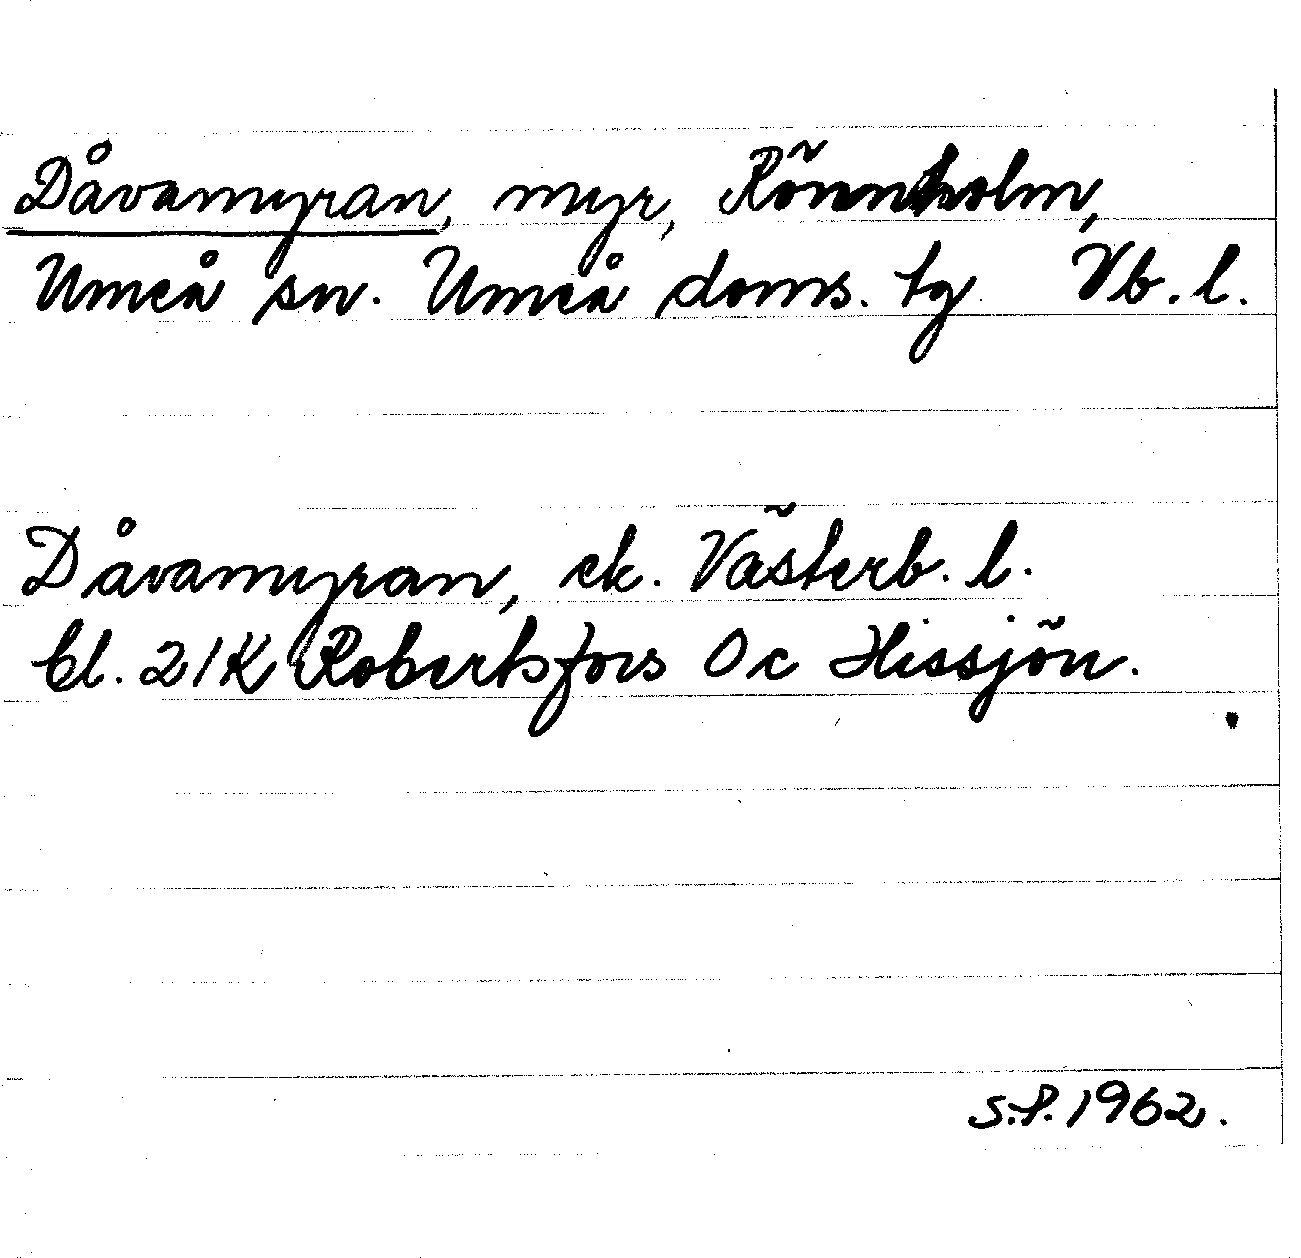 Dåvamyran, myr, Rönnholm,
Umeå sn. Umeå doms. tg Vb. l.
Dåvamyran, ek. Västerb. l.
bl. 21K Robertsfors Oc Hissjön.
S.P. 1962.